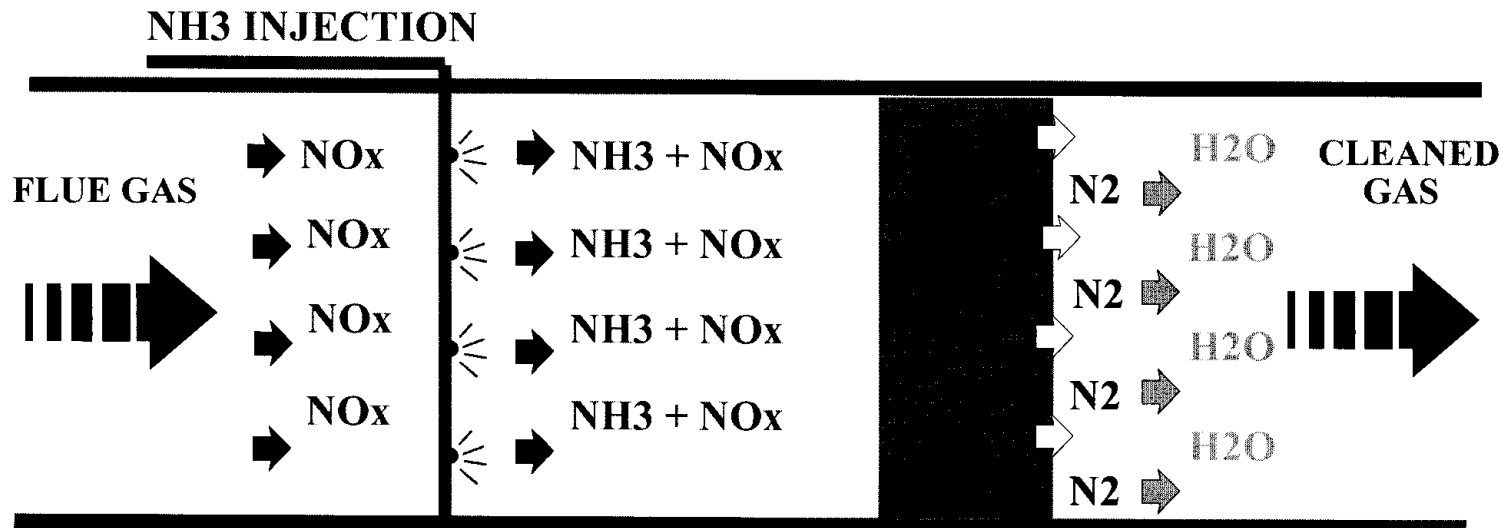 NH3 INJECTION
FLUE GAS
NOx
NOx
NOx
NOx
NH3 + NOx
NH3 + NOx
NH3 + NOx
NH3 + NOx
N2
N2
N2
N2
H2O
H2O
H2O
H2O
CLEANED
GAS